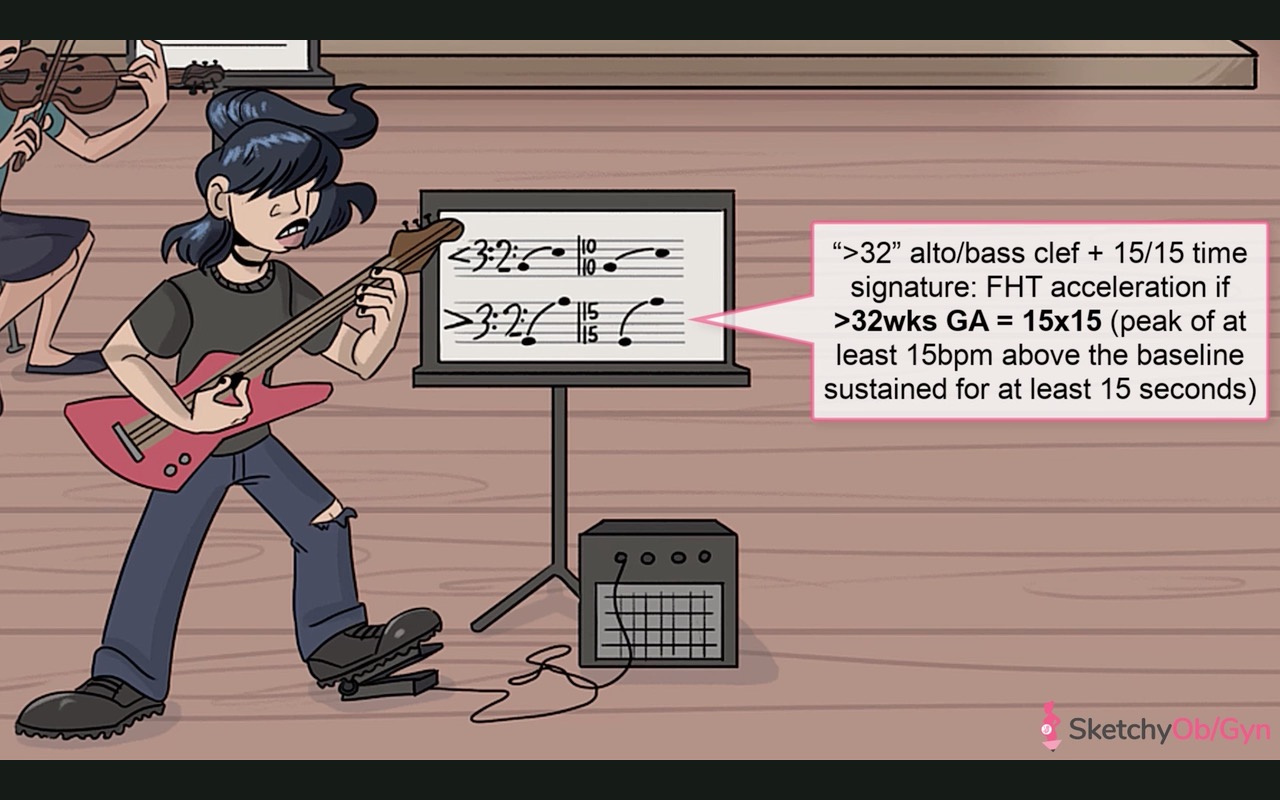 <3:2:
10
10
>3:2:
15
15
“>32” alto/bass clef + 15/15 time
signature: FHT acceleration if
>32wks GA = 15x15 (peak of at
least 15bpm above the baseline
sustained for at least 15 seconds)
SketchyOb/Gyn